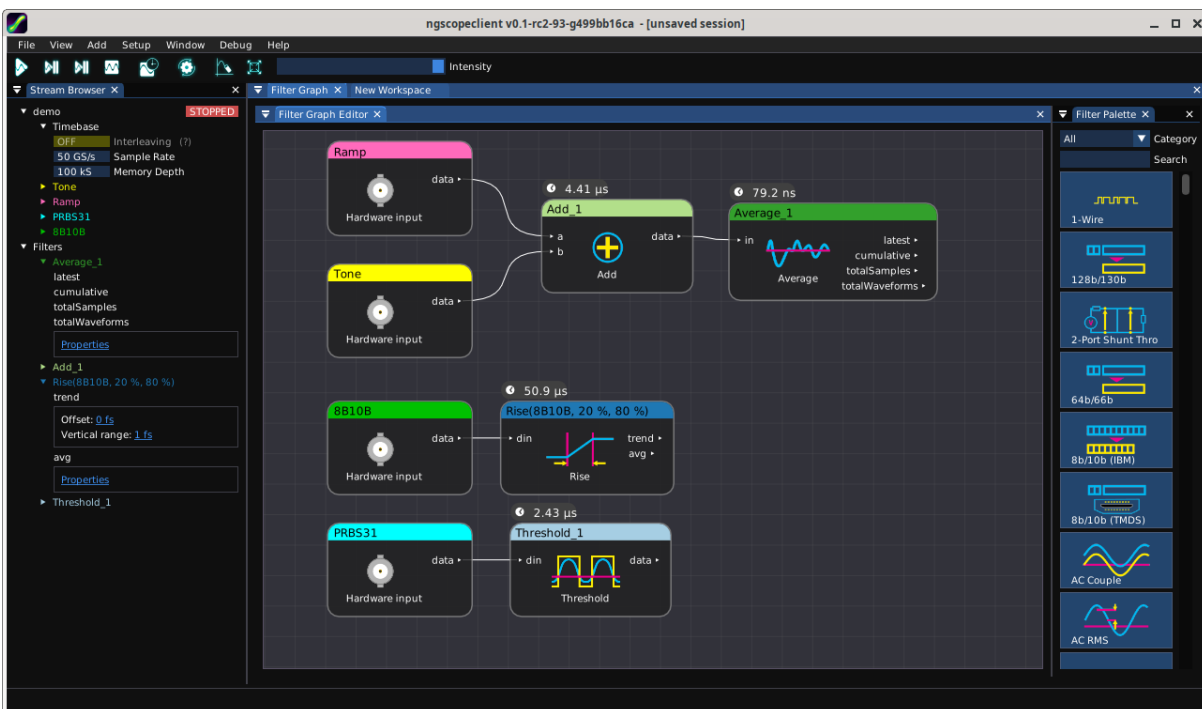 ngscopeclient v0.1-rc2-93-g499bb16ca - [unsaved session]
File View Add Setup Window Debug Help
Intensity
Stream Browser
demo STOPPED
Timebase
OFF Interleaving (?)
50 GS/s Sample Rate
100 kS Memory Depth
Tone
Ramp
PRBS31
8B10B
Filters
Average_1
latest
cumulative
totalSamples
totalWaveforms
Properties
Add_1
Rise(8B10B, 20 %, 80 %)
trend
Offset: 0 fs
Vertical range: 1 fs
avg
Properties
Threshold_1
Filter Graph New Workspace
Filter Graph Editor
Ramp
data
Hardware input
Tone
data
Hardware input
4.41 µs
Add_1
a data
b
Add
79.2 ns
Average_1
in latest
cumulative
totalSamples
totalWaveforms
Average
8B10B
data
Hardware input
50.9 µs
Rise(8B10B, 20 %, 80 %)
din trend
avg
Rise
PRBS31
data
Hardware input
2.43 µs
Threshold_1
din data
Threshold
Filter Palette
All Category
Search
1-Wire
128b/130b
2-Port Shunt Thro
64b/66b
8b/10b (IBM)
8b/10b (TMDS)
AC Couple
AC RMS